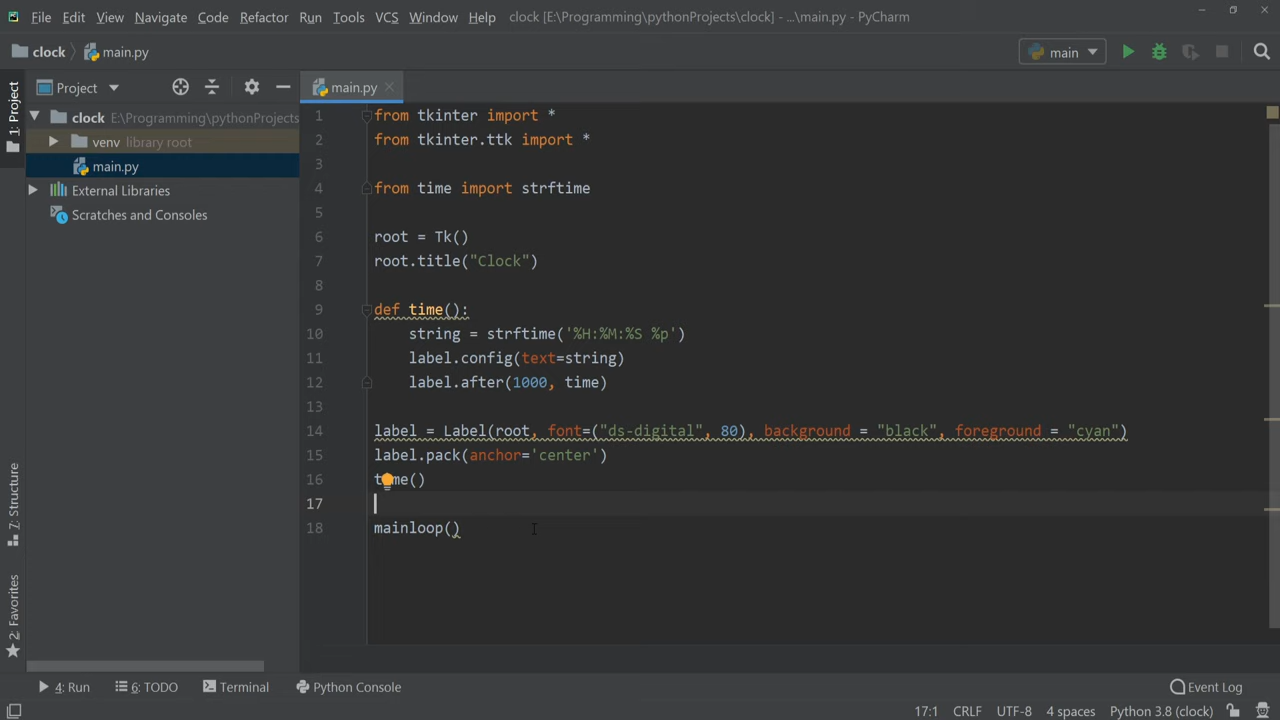 File Edit View Navigate Code Refactor Run Tools VCS Window Help clock [E:\Programming\pythonProjects\clock] - ...\main.py - PyCharm
clock main.py main
1: Project
Project
main.py
clock E:\Programming\pythonProjects
venv library root
main.py
External Libraries
Scratches and Consoles
1 from tkinter import *
2 from tkinter.ttk import *
3
4 from time import strftime
5
6 root = Tk()
7 root.title("Clock")
8
9 def time():
10 string = strftime('%H:%M:%S %p')
11 label.config(text=string)
12 label.after(1000, time)
13
14 label = Label(root, font=("ds-digital", 80), background = "black", foreground = "cyan")
15 label.pack(anchor='center')
16 time()
17
18 mainloop()
7: Structure
2: Favorites
4: Run 6: TODO Terminal Python Console Event Log
17:1 CRLF UTF-8 4 spaces Python 3.8 (clock)